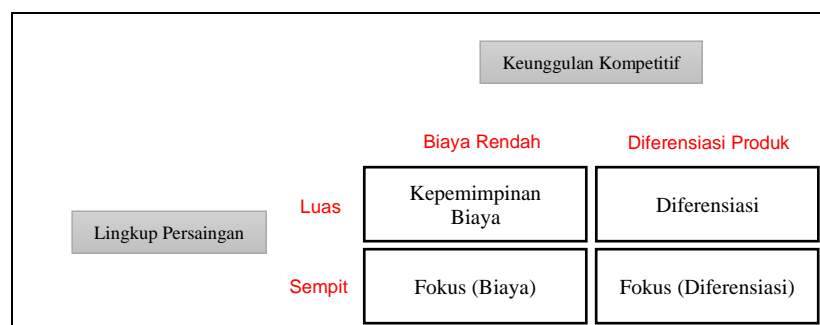 Keunggulan Kompetitif
Biaya Rendah
Diferensiasi Produk
Luas
Kepemimpinan
Biaya
Diferensiasi
Lingkup Persaingan
Sempit
Fokus (Biaya)
Fokus (Diferensiasi)